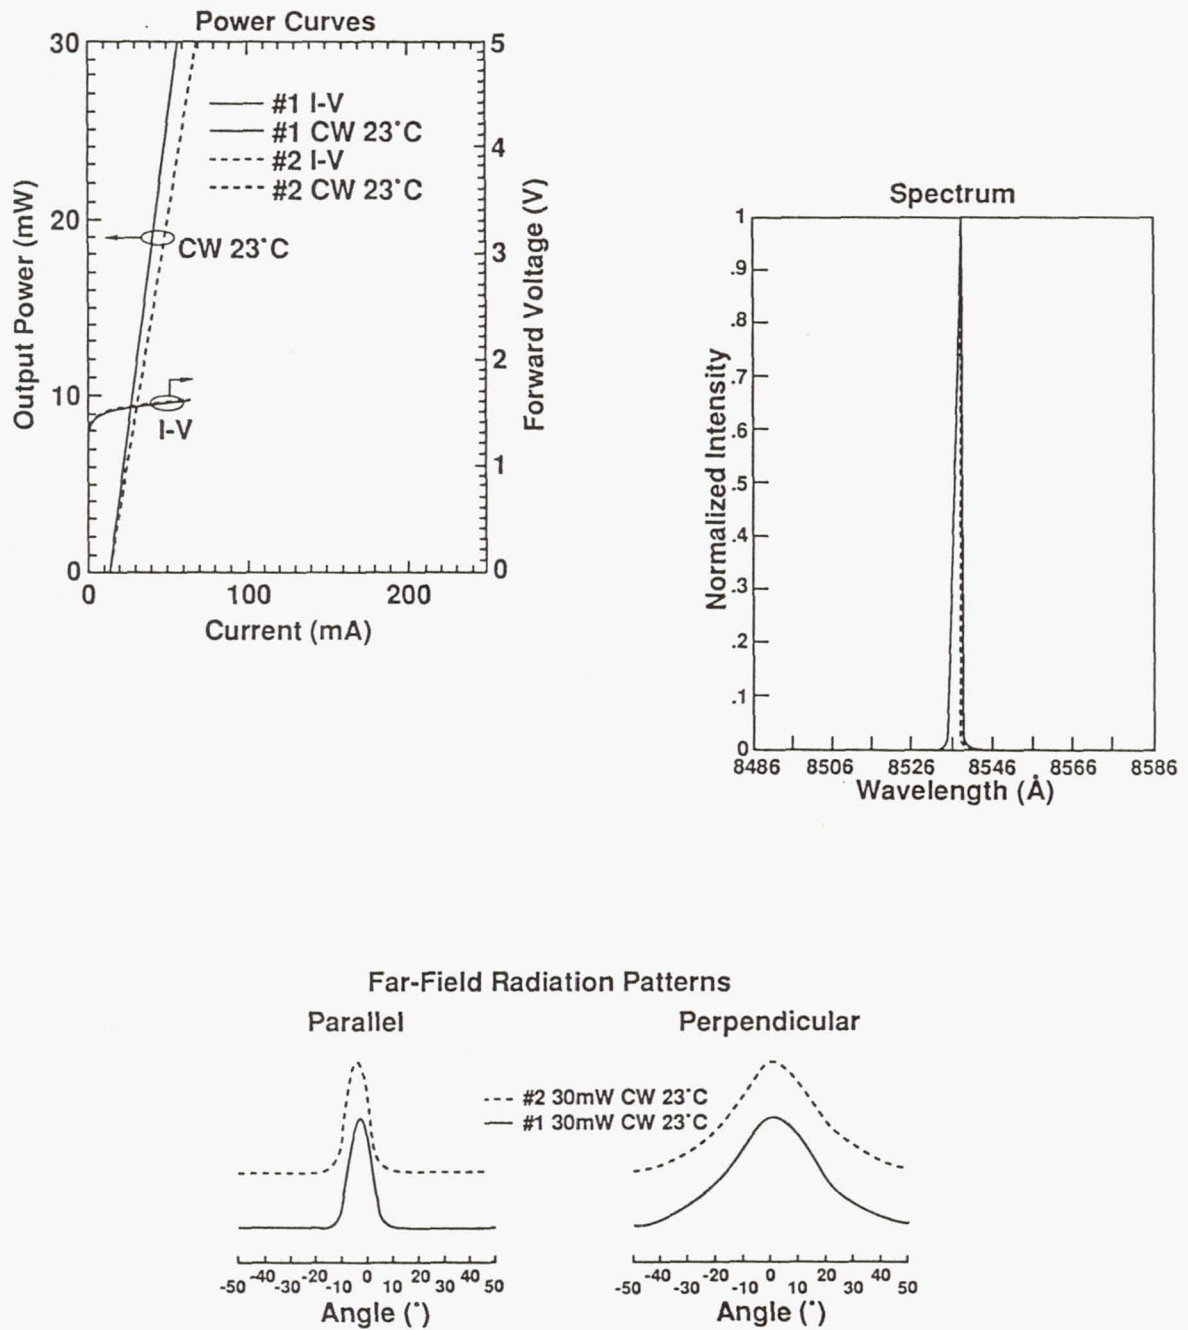 Power Curves
30
20
10
0
Output Power (mW)
5
4
3
2
1
0
Forward Voltage (V)
#1 I-V
#1 CW 23°C
#2 I-V
#2 CW 23°C
CW 23°C
I-V
0 100 200
Current (mA)
Spectrum
1
.9
.8
.7
.6
.5
.4
.3
.2
.1
0
Normalized Intensity
8486 8506 8526 8546 8566 8586
Wavelength (Å)
Far-Field Radiation Patterns
Parallel
Perpendicular
#2 30mW CW 23°C
#1 30mW CW 23°C
-50 -40 -30 -20 -10 0 10 20 30 40 50
Angle (°)
-50 -40 -30 -20 -10 0 10 20 30 40 50
Angle (°)